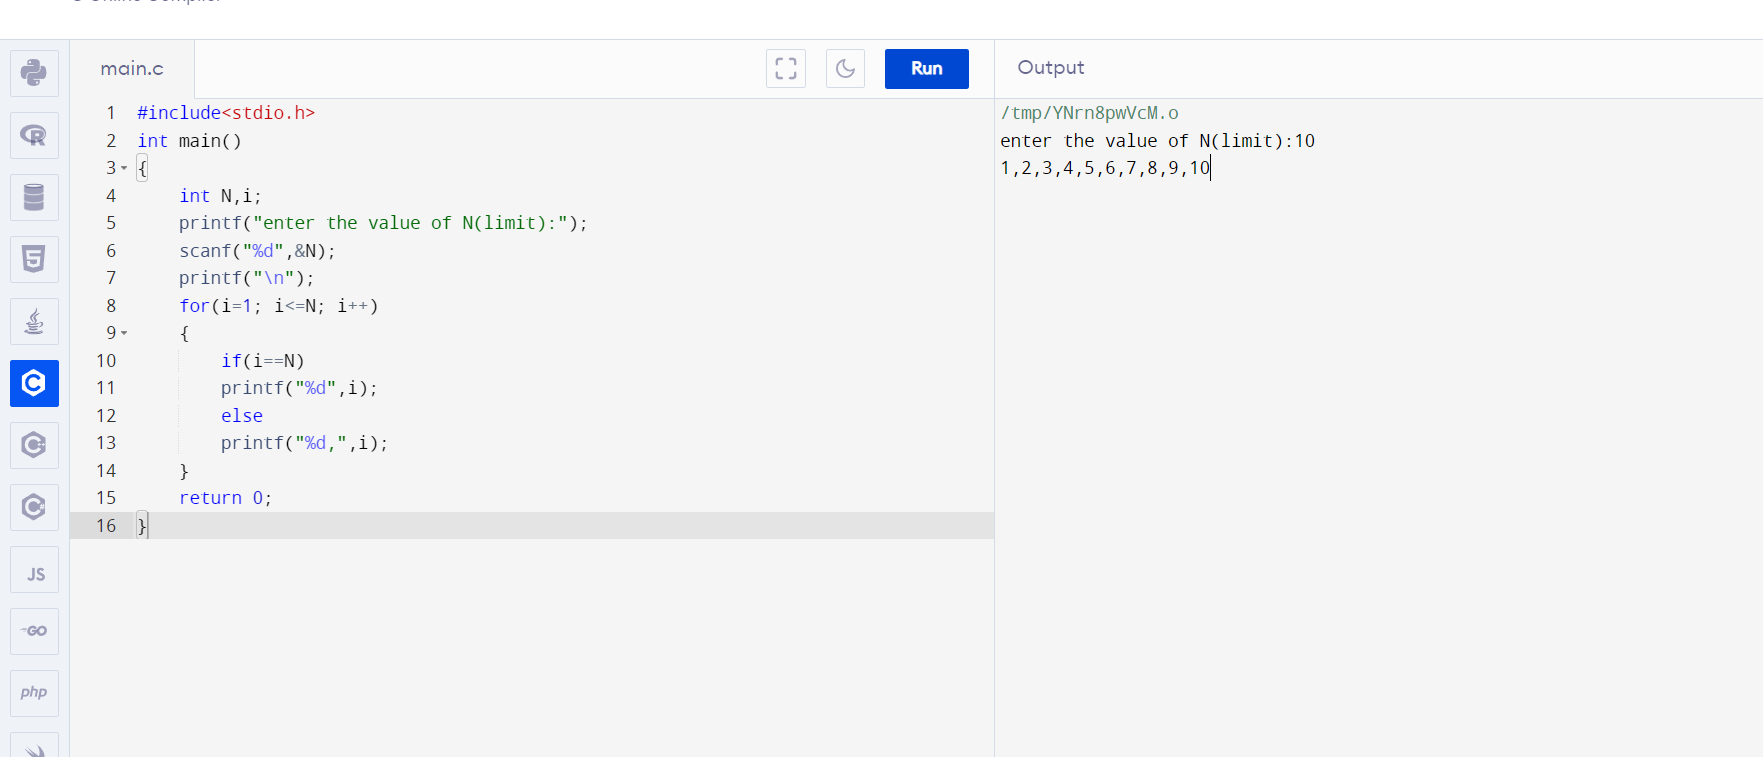 main.c
Run
Output
1 #include<stdio.h>
2 int main()
3 {
4 int N,i;
5 printf("enter the value of N(limit):");
6 scanf("%d",&N);
7 printf("\n");
8 for(i=1; i<=N; i++)
9 {
10 if(i==N)
11 printf("%d",i);
12 else
13 printf("%d,",i);
14 }
15 return 0;
16 }
/tmp/YNrn8pwVcM.o
enter the value of N(limit):10
1,2,3,4,5,6,7,8,9,10
R
5
C
C
C
JS
GO
php